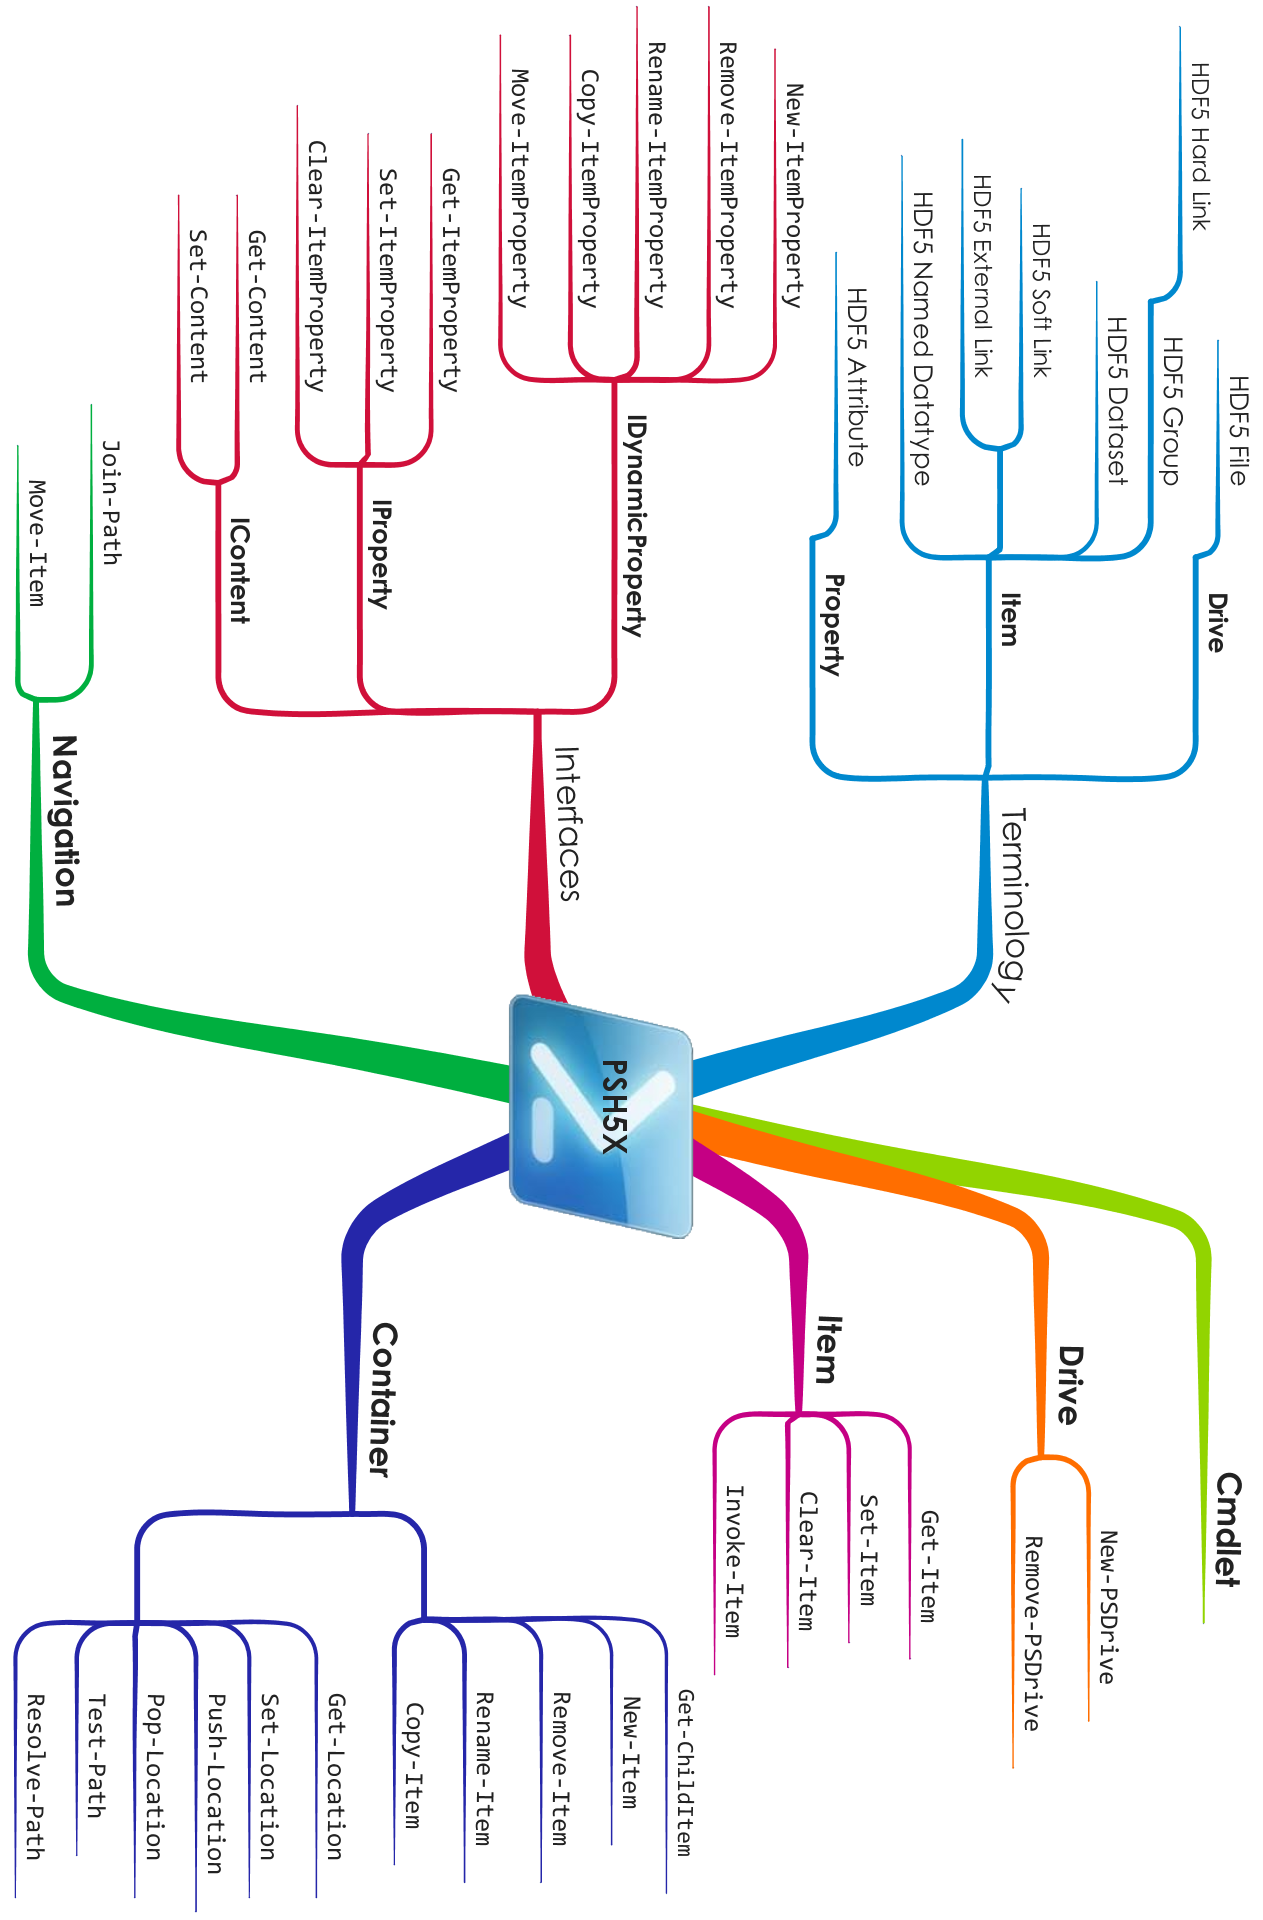 PSH5X
Cmdlet
Drive
New-PSDrive
Remove-PSDrive
Item
Get-Item
Set-Item
Clear-Item
Invoke-Item
Container
Get-ChildItem
New-Item
Remove-Item
Rename-Item
Copy-Item
Get-Location
Set-Location
Push-Location
Pop-Location
Test-Path
Resolve-Path
Terminology
Drive
HDF5 File
Item
HDF5 Group
HDF5 Hard Link
HDF5 Dataset
HDF5 Soft Link
HDF5 External Link
HDF5 Named Datatype
Property
HDF5 Attribute
Interfaces
IDynamicProperty
New-ItemProperty
Remove-ItemProperty
Rename-ItemProperty
Copy-ItemProperty
Move-ItemProperty
IProperty
Get-ItemProperty
Set-ItemProperty
Clear-ItemProperty
IContent
Get-Content
Set-Content
Navigation
Join-Path
Move-Item